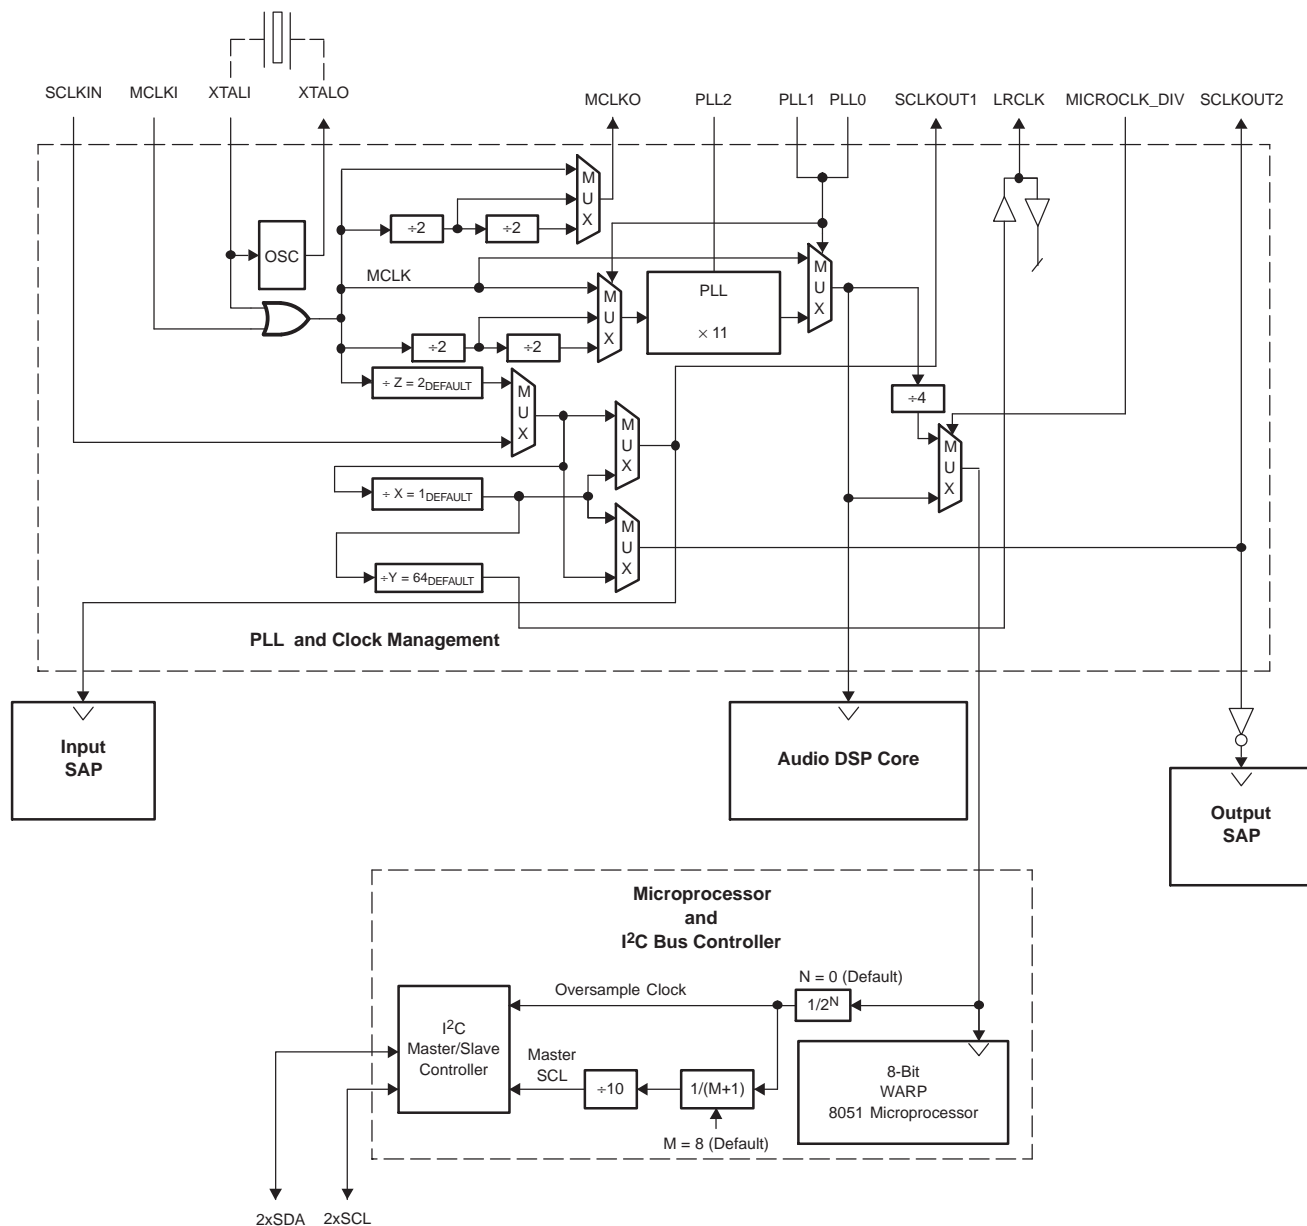 SCLKIN MCLKI XTALI XTALO MCLKO PLL2 PLL1 PLL0 SCLKOUT1 LRCLK MICROCLK_DIV SCLKOUT2
M
U
X
÷2
÷2
OSC
MCLK
M
U
X
PLL
× 11
M
U
X
÷2
÷2
÷ Z = 2DEFAULT
M
U
X
÷4
M
U
X
M
U
X
÷ X = 1DEFAULT
M
U
X
÷Y = 64DEFAULT
PLL and Clock Management
Input
SAP
Audio DSP Core
Output
SAP
Microprocessor
and
I²C Bus Controller
N = 0 (Default)
Oversample Clock
1/2ᴺ
I²C
Master/Slave
Controller
Master
SCL
÷10
1/(M+1)
M = 8 (Default)
8-Bit
WARP
8051 Microprocessor
2xSDA 2xSCL